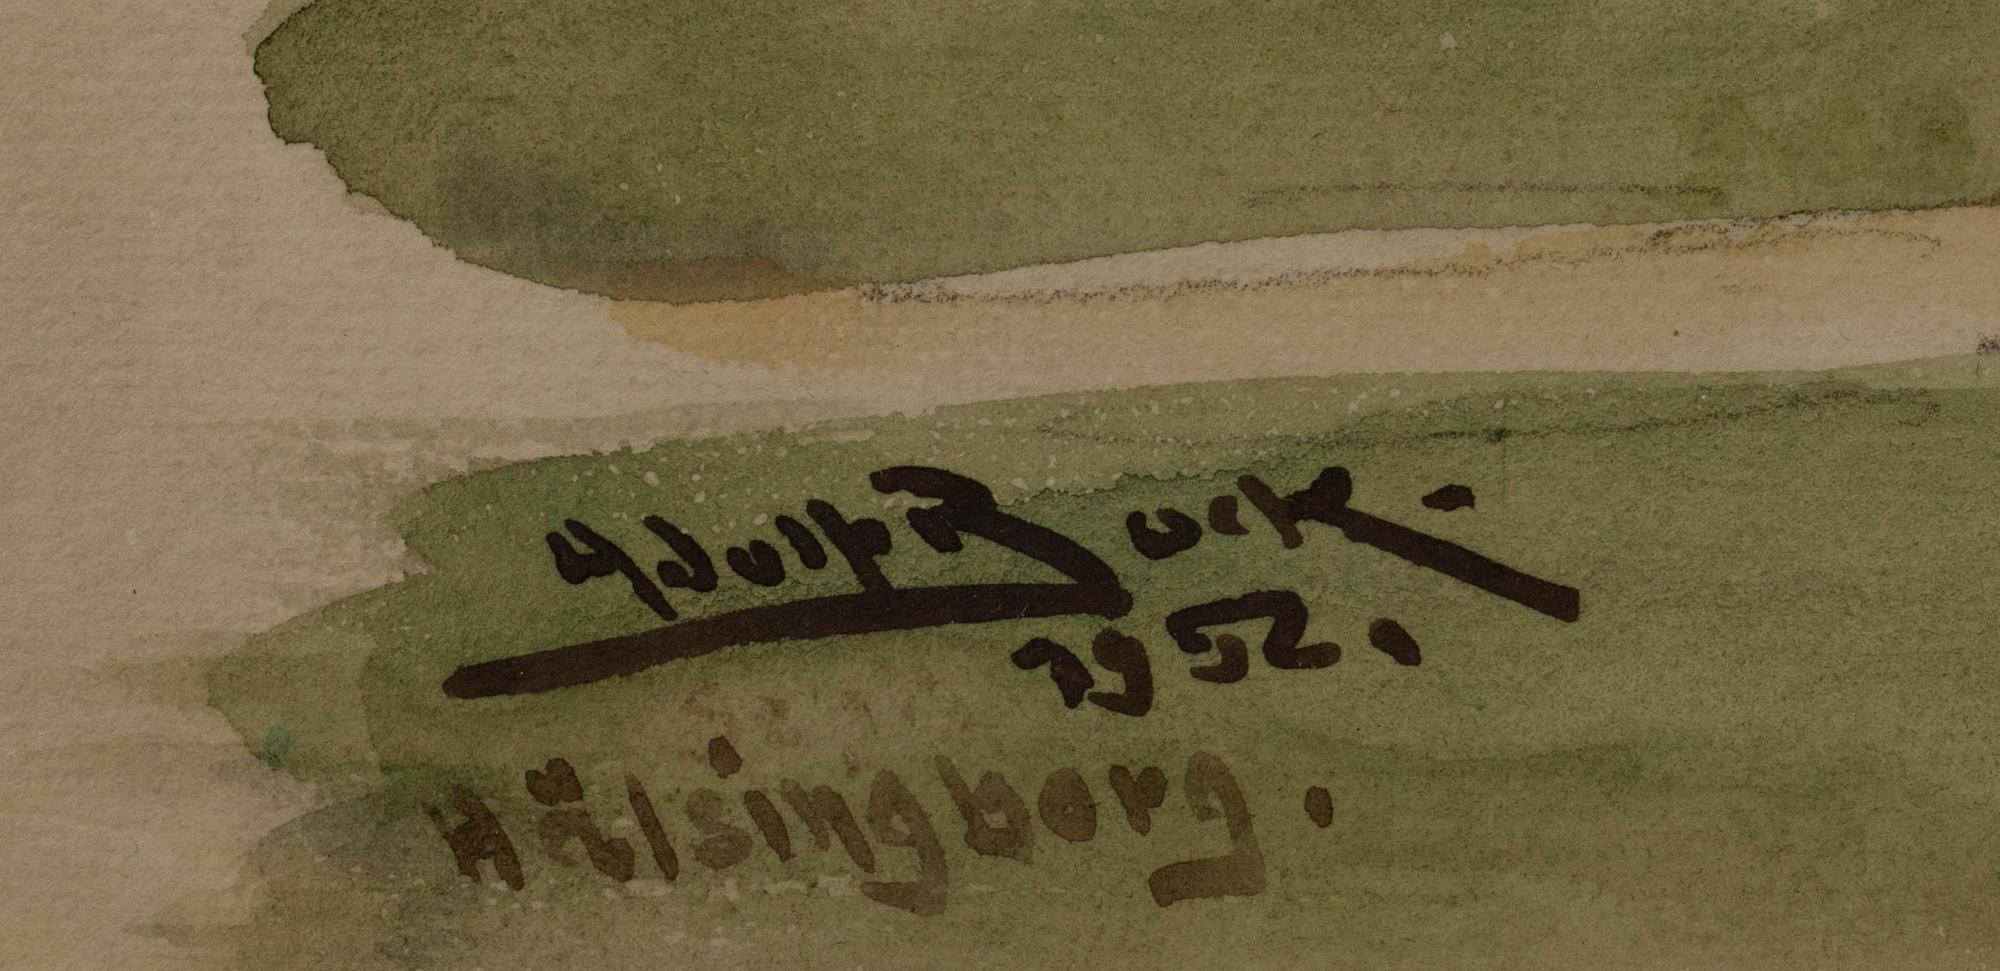 Adolf Bock.
1952.
Hälsingborg.